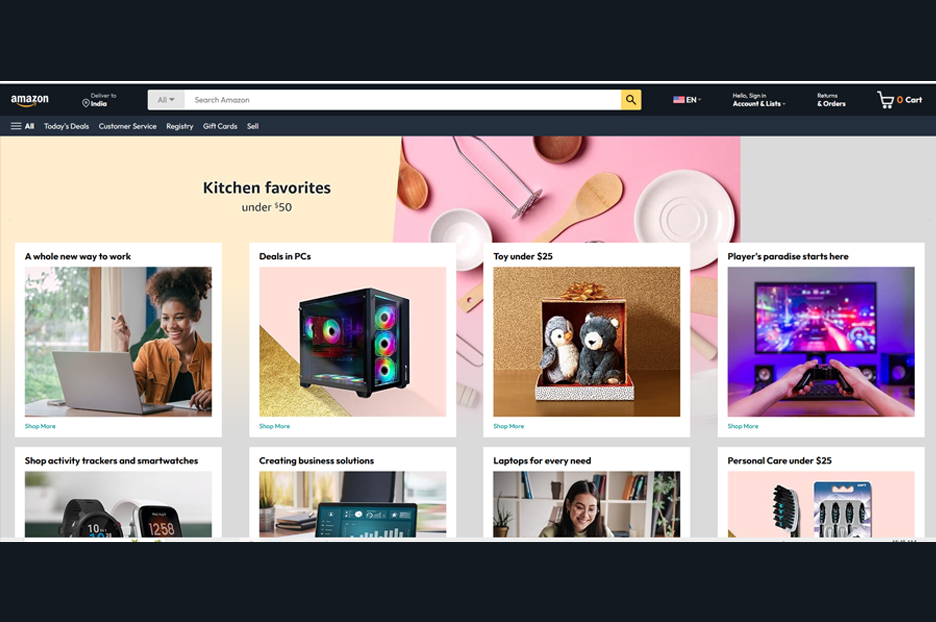 amazon
Deliver to
India
All
Search Amazon
EN
Hello, Sign in
Account & Lists
Returns
& Orders
0 Cart
All
Today's Deals
Customer Service
Registry
Gift Cards
Sell
Kitchen favorites
under $50
A whole new way to work
Deals in PCs
Toy under $25
Player's paradise starts here
Shop More
Shop More
Shop More
Shop More
Shop activity trackers and smartwatches
Creating business solutions
Laptops for every need
Personal Care under $25
10
12:58